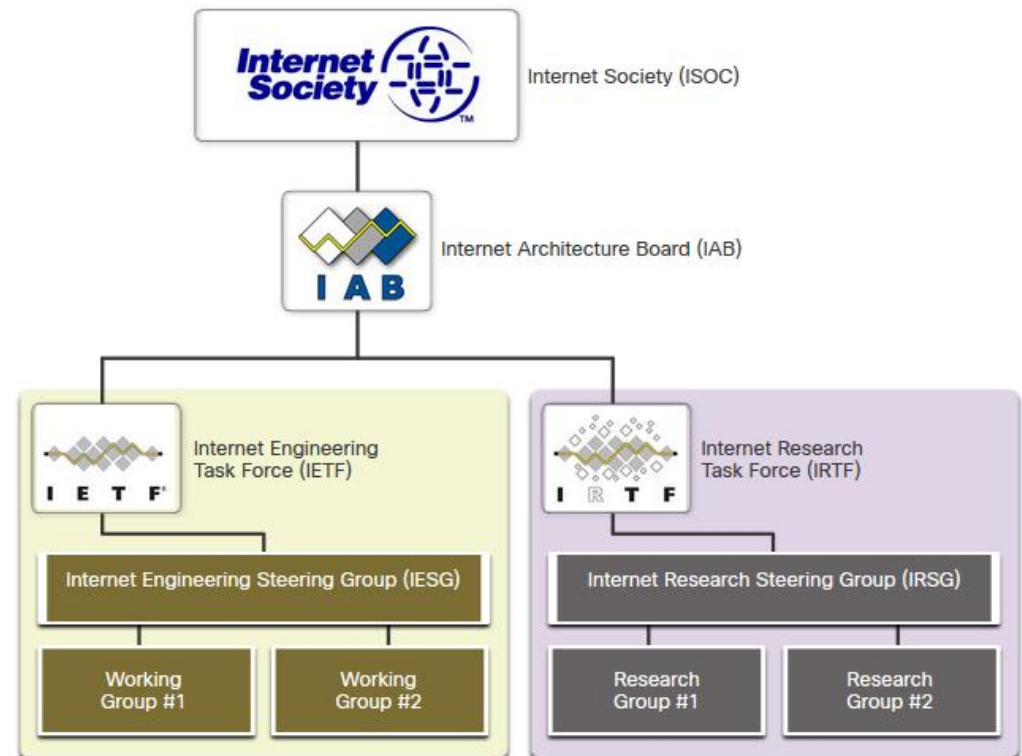 Internet
Society
TM
Internet Society (ISOC)
I A B
Internet Architecture Board (IAB)
I E T F®
Internet Engineering
Task Force (IETF)
I R T F
Internet Research
Task Force (IRTF)
Internet Engineering Steering Group (IESG)
Internet Research Steering Group (IRSG)
Working
Group #1
Working
Group #2
Research
Group #1
Research
Group #2